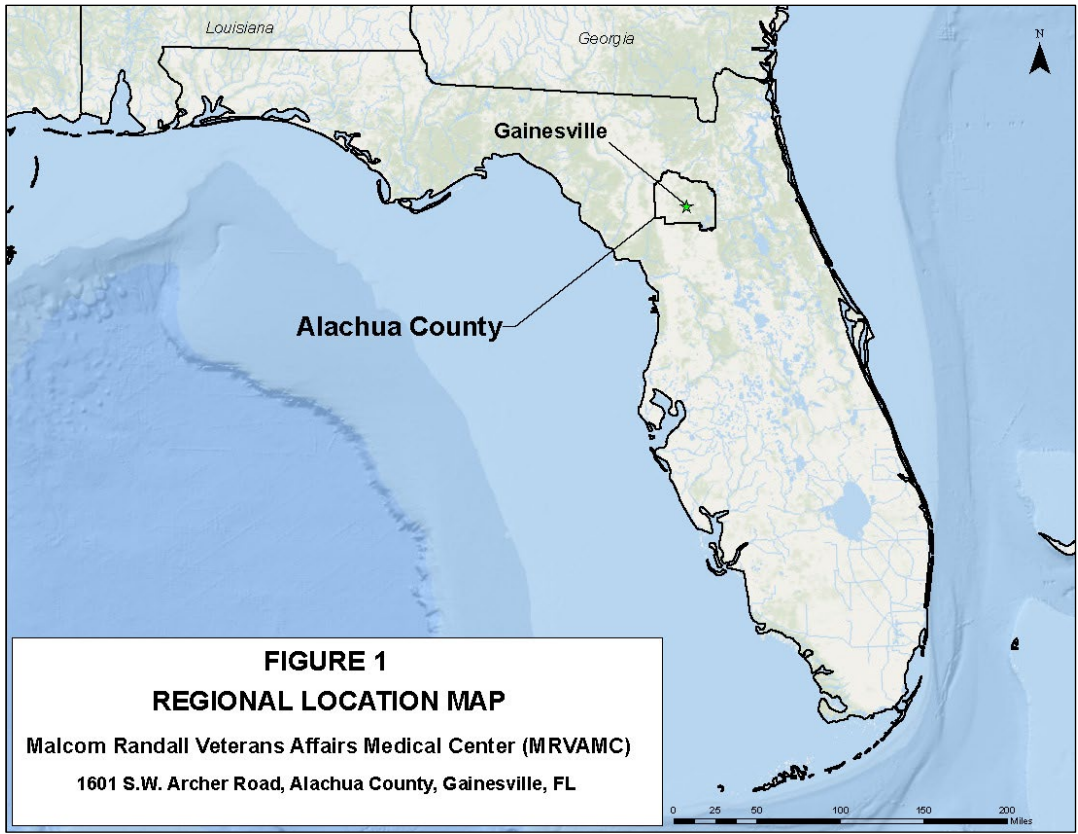 Louisiana
Georgia
N
Gainesville
Alachua County
FIGURE 1
REGIONAL LOCATION MAP
Malcom Randall Veterans Affairs Medical Center (MRVAMC)
1601 S.W. Archer Road, Alachua County, Gainesville, FL
0 25 50 100 150 200
Miles